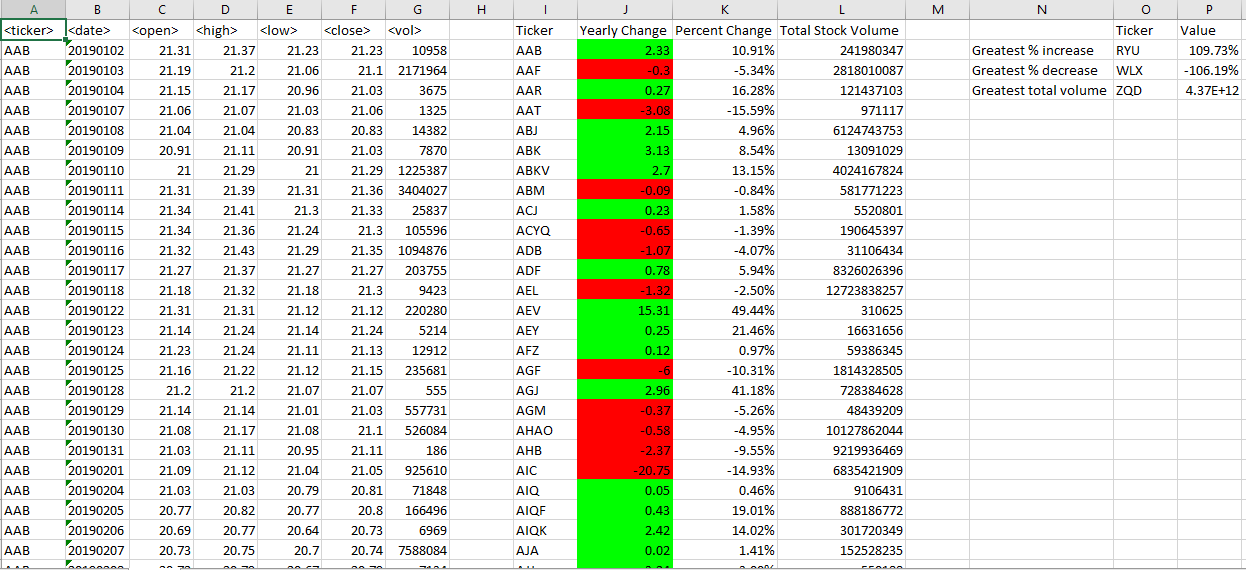 A B C D E F G H I J K L M N O P
<ticker> <date> <open> <high> <low> <close> <vol> Ticker Yearly Change Percent Change Total Stock Volume Ticker Value
AAB 20190102 21.31 21.37 21.23 21.23 10958 AAB 2.33 10.91% 241980347 Greatest % increase RYU 109.73%
AAB 20190103 21.19 21.2 21.06 21.1 2171964 AAF -0.3 -5.34% 2818010087 Greatest % decrease WLX -106.19%
AAB 20190104 21.15 21.17 20.96 21.03 3675 AAR 0.27 16.28% 121437103 Greatest total volume ZQD 4.37E+12
AAB 20190107 21.06 21.07 21.03 21.06 1325 AAT -3.08 -15.59% 971117
AAB 20190108 21.04 21.04 20.83 20.83 14382 ABJ 2.15 4.96% 6124743753
AAB 20190109 20.91 21.11 20.91 21.03 7870 ABK 3.13 8.54% 13091029
AAB 20190110 21 21.29 21 21.29 1225387 ABKV 2.7 13.15% 4024167824
AAB 20190111 21.31 21.39 21.31 21.36 3404027 ABM -0.09 -0.84% 581771223
AAB 20190114 21.34 21.41 21.3 21.33 25837 ACJ 0.23 1.58% 5520801
AAB 20190115 21.34 21.36 21.24 21.3 105596 ACYQ -0.65 -1.39% 190645397
AAB 20190116 21.32 21.43 21.29 21.35 1094876 ADB -1.07 -4.07% 31106434
AAB 20190117 21.27 21.37 21.27 21.27 203755 ADF 0.78 5.94% 8326026396
AAB 20190118 21.18 21.32 21.18 21.3 9423 AEL -1.32 -2.50% 12723838257
AAB 20190122 21.31 21.31 21.12 21.12 220280 AEV 15.31 49.44% 310625
AAB 20190123 21.14 21.24 21.14 21.24 5214 AEY 0.25 21.46% 16631656
AAB 20190124 21.23 21.24 21.11 21.13 12912 AFZ 0.12 0.97% 59386345
AAB 20190125 21.16 21.22 21.12 21.15 235681 AGF -6 -10.31% 1814328505
AAB 20190128 21.2 21.2 21.07 21.07 555 AGJ 2.96 41.18% 728384628
AAB 20190129 21.14 21.14 21.01 21.03 557731 AGM -0.37 -5.26% 48439209
AAB 20190130 21.08 21.17 21.08 21.1 526084 AHAO -0.58 -4.95% 10127862044
AAB 20190131 21.03 21.11 20.95 21.11 186 AHB -2.37 -9.55% 9219936469
AAB 20190201 21.09 21.12 21.04 21.05 925610 AIC -20.75 -14.93% 6835421909
AAB 20190204 21.03 21.03 20.79 20.81 71848 AIQ 0.05 0.46% 9106431
AAB 20190205 20.77 20.82 20.77 20.8 166496 AIQF 0.43 19.01% 888186772
AAB 20190206 20.69 20.77 20.64 20.73 6969 AIQK 2.42 14.02% 301720349
AAB 20190207 20.73 20.75 20.7 20.74 7588084 AJA 0.02 1.41% 152528235